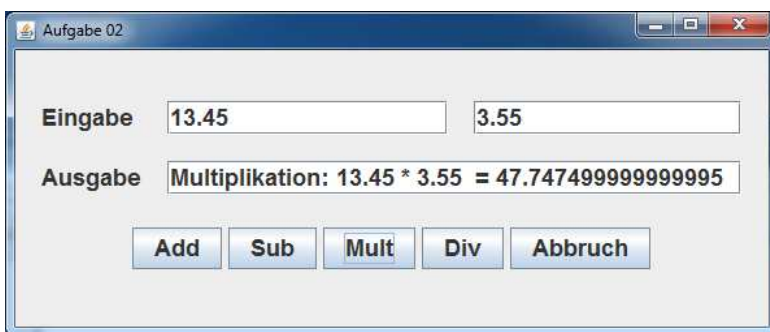 Aufgabe 02
Eingabe 13.45 3.55
Ausgabe Multiplikation: 13.45 * 3.55  = 47.747499999999995
Add Sub Mult Div Abbruch